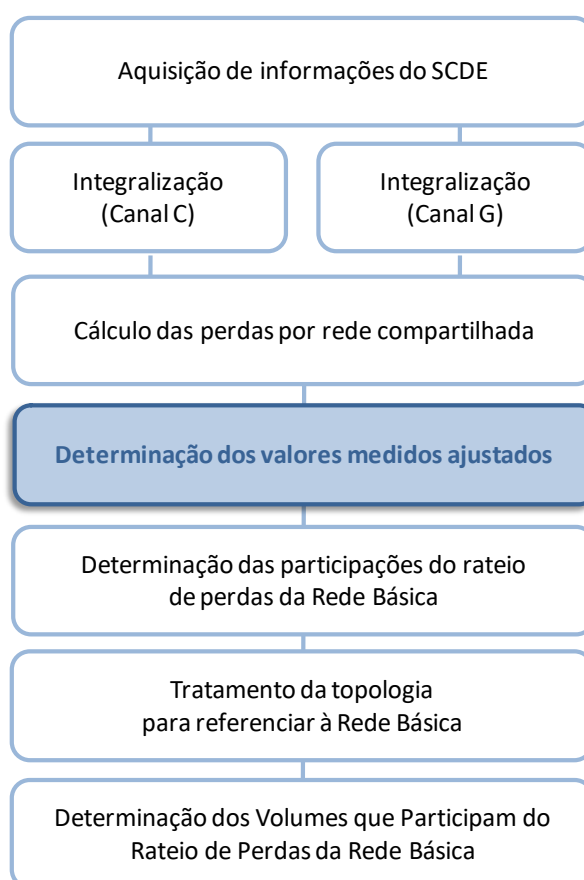 Aquisição de informações do SCDE
Integralização
(Canal C)
Integralização
(Canal G)
Cálculo das perdas por rede compartilhada
Determinação dos valores medidos ajustados
Determinação das participações do rateio
de perdas da Rede Básica
Tratamento da topologia
para referenciar à Rede Básica
Determinação dos Volumes que Participam do
Rateio de Perdas da Rede Básica